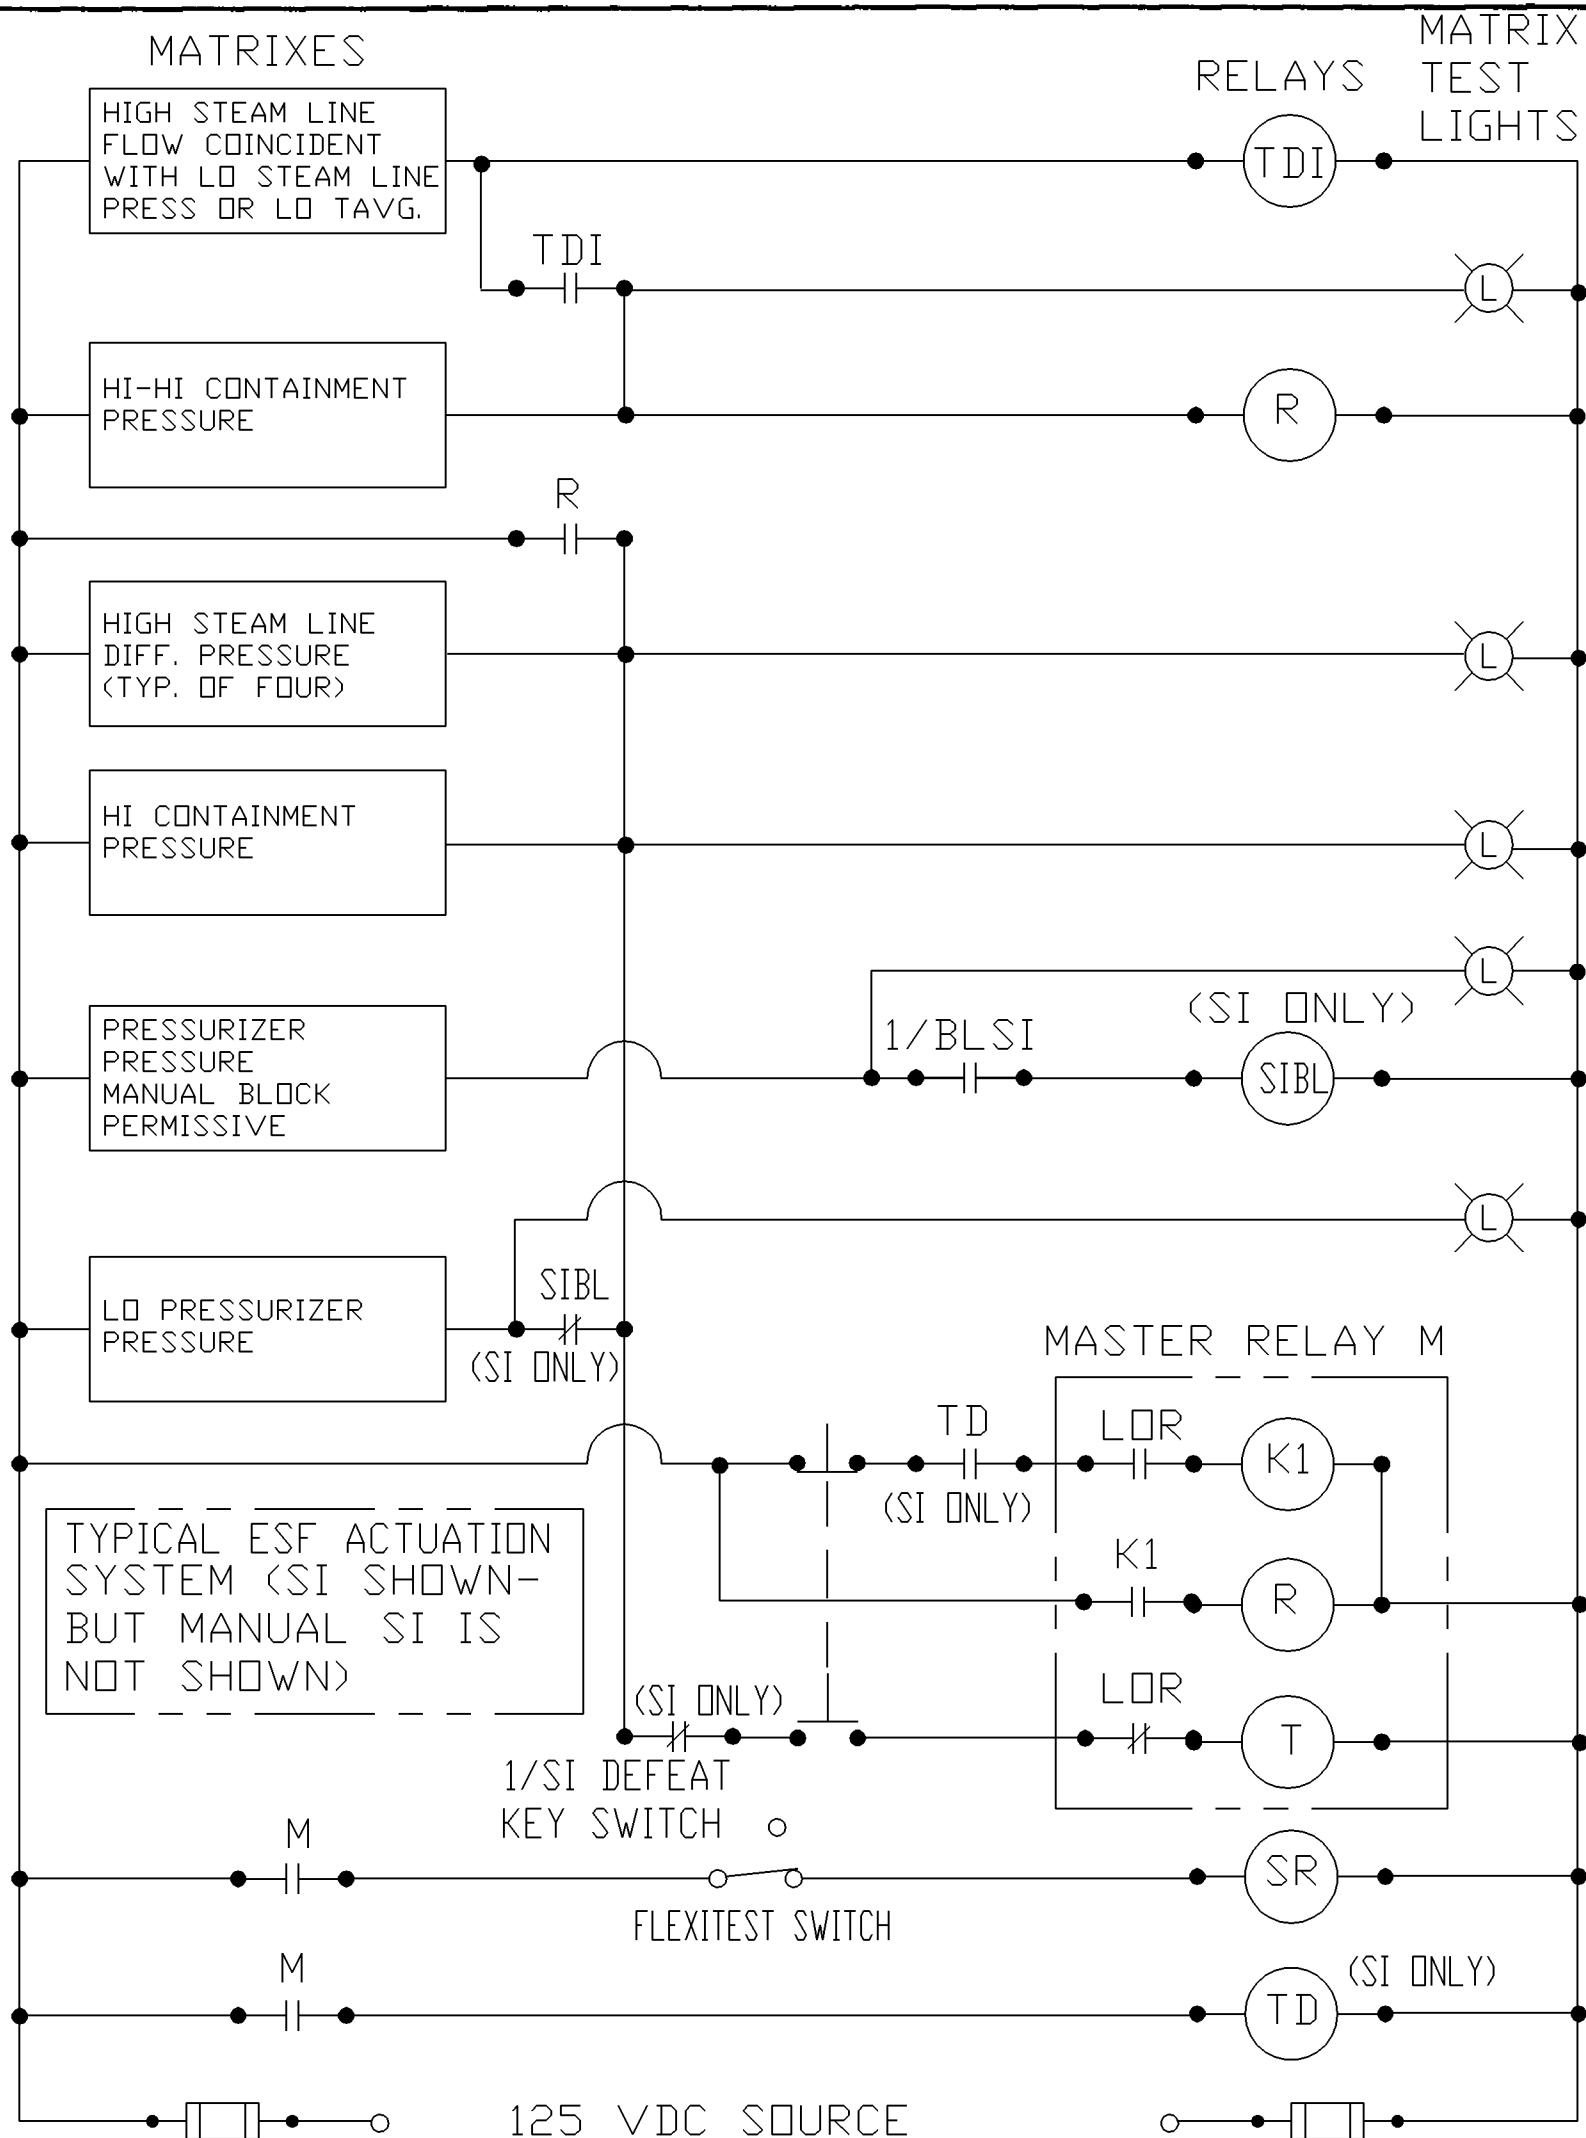 MATRIXES
RELAYS
MATRIX
TEST
LIGHTS
HIGH STEAM LINE
FLOW COINCIDENT
WITH LO STEAM LINE
PRESS OR LO TAVG.
TDI
TDI
L
HI-HI CONTAINMENT
PRESSURE
R
R
HIGH STEAM LINE
DIFF. PRESSURE
(TYP. OF FOUR)
L
HI CONTAINMENT
PRESSURE
L
L
PRESSURIZER
PRESSURE
MANUAL BLOCK
PERMISSIVE
1/BLSI
(SI ONLY)
SIBL
L
LO PRESSURIZER
PRESSURE
SIBL
(SI ONLY)
MASTER RELAY M
TD
(SI ONLY)
LOR
K1
TYPICAL ESF ACTUATION
SYSTEM (SI SHOWN-
BUT MANUAL SI IS
NOT SHOWN)
K1
R
(SI ONLY)
1/SI DEFEAT
KEY SWITCH
LOR
T
M
FLEXITEST SWITCH
SR
M
(SI ONLY)
TD
125 VDC SOURCE